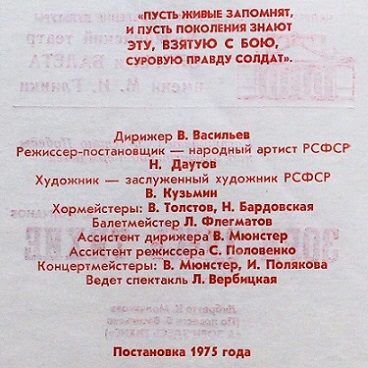 «ПУСТЬ ЖИВЫЕ ЗАПОМНЯТ,
И ПУСТЬ ПОКОЛЕНИЯ ЗНАЮТ
ЭТУ, ВЗЯТУЮ С БОЮ,
СУРОВУЮ ПРАВДУ СОЛДАТ».
Дирижер В. Васильев
Режиссер-постановщик — народный артист РСФСР
Н. Даутов
Художник — заслуженный художник РСФСР
В. Кузьмин
Хормейстеры: В. Толстов, Н. Бардовская
Балетмейстер Л. Флегматов
Ассистент дирижера В. Мюнстер
Ассистент режиссера С. Половенко
Концертмейстеры: В. Мюнстер, И. Полякова
Ведет спектакль Л. Вербицкая
Постановка 1975 года